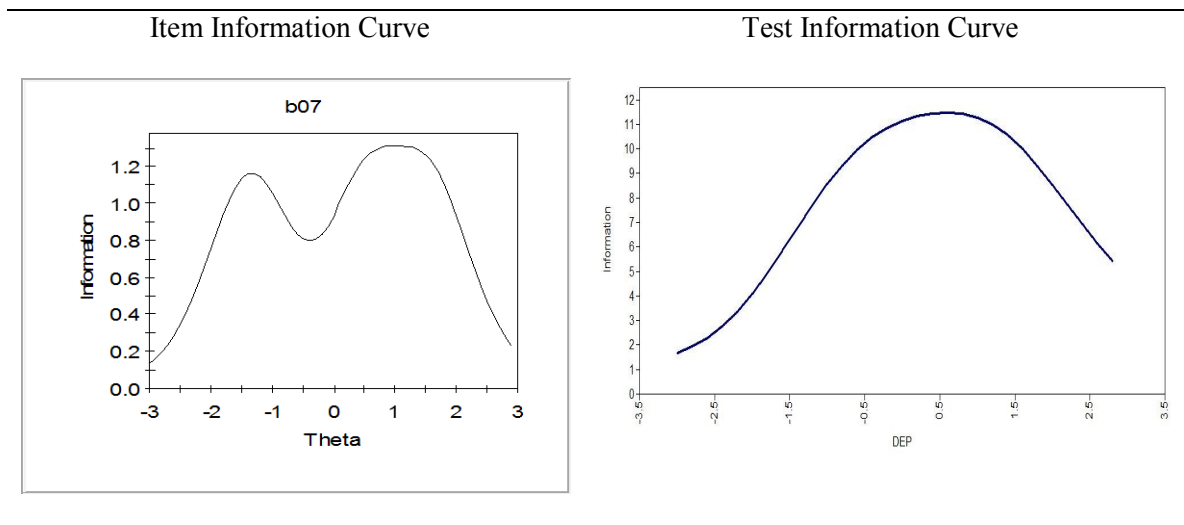 Item Information Curve
Test Information Curve
b07
Information
1.2
1.0
0.8
0.6
0.4
0.2
0.0
-3 -2 -1 0 1 2 3
Theta
Information
12
11
10
9
8
7
6
5
4
3
2
1
0
-3.5 -2.5 -1.5 -0.5 0.5 1.5 2.5 3.5
DEP